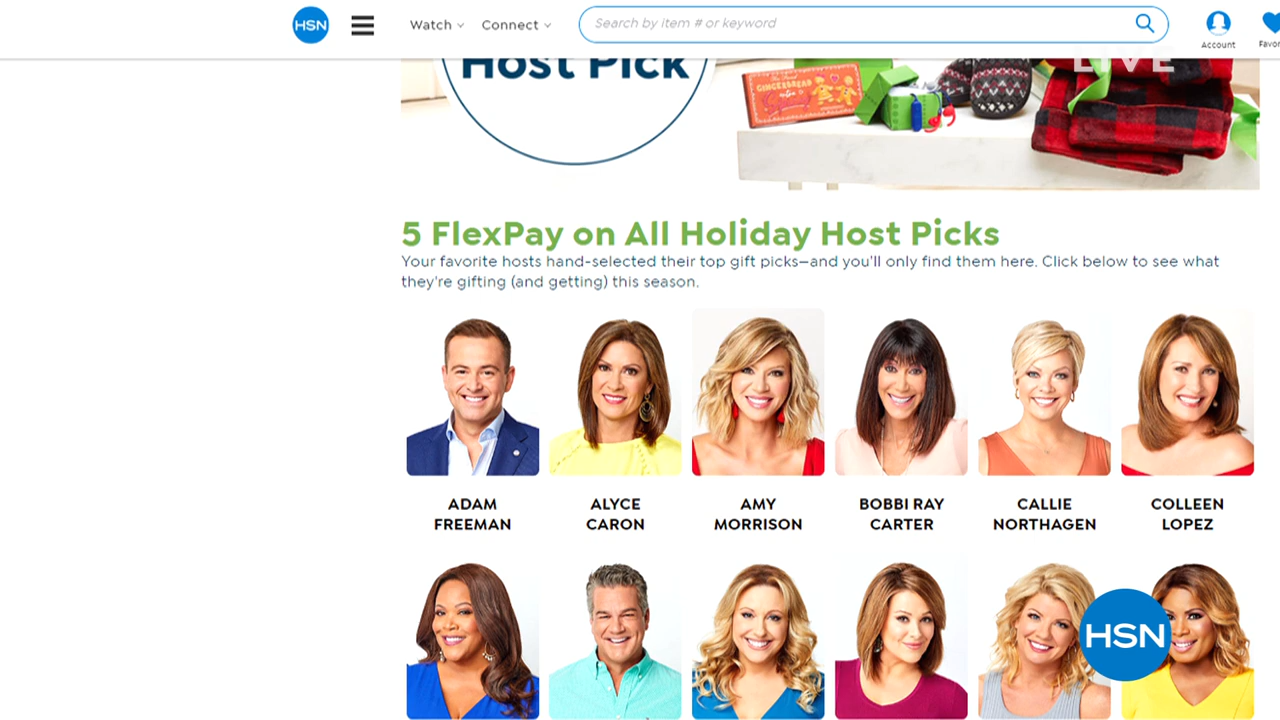 HSN
Watch
Connect
Search by item # or keyword
Account
LIVE
Host Pick
GINGERBREAD
5 FlexPay on All Holiday Host Picks
Your favorite hosts hand-selected their top gift picks—and you'll only find them here. Click below to see what
they're gifting (and getting) this season.
ADAM
FREEMAN
ALYCE
CARON
AMY
MORRISON
BOBBI RAY
CARTER
CALLIE
NORTHAGEN
COLLEEN
LOPEZ
HSN